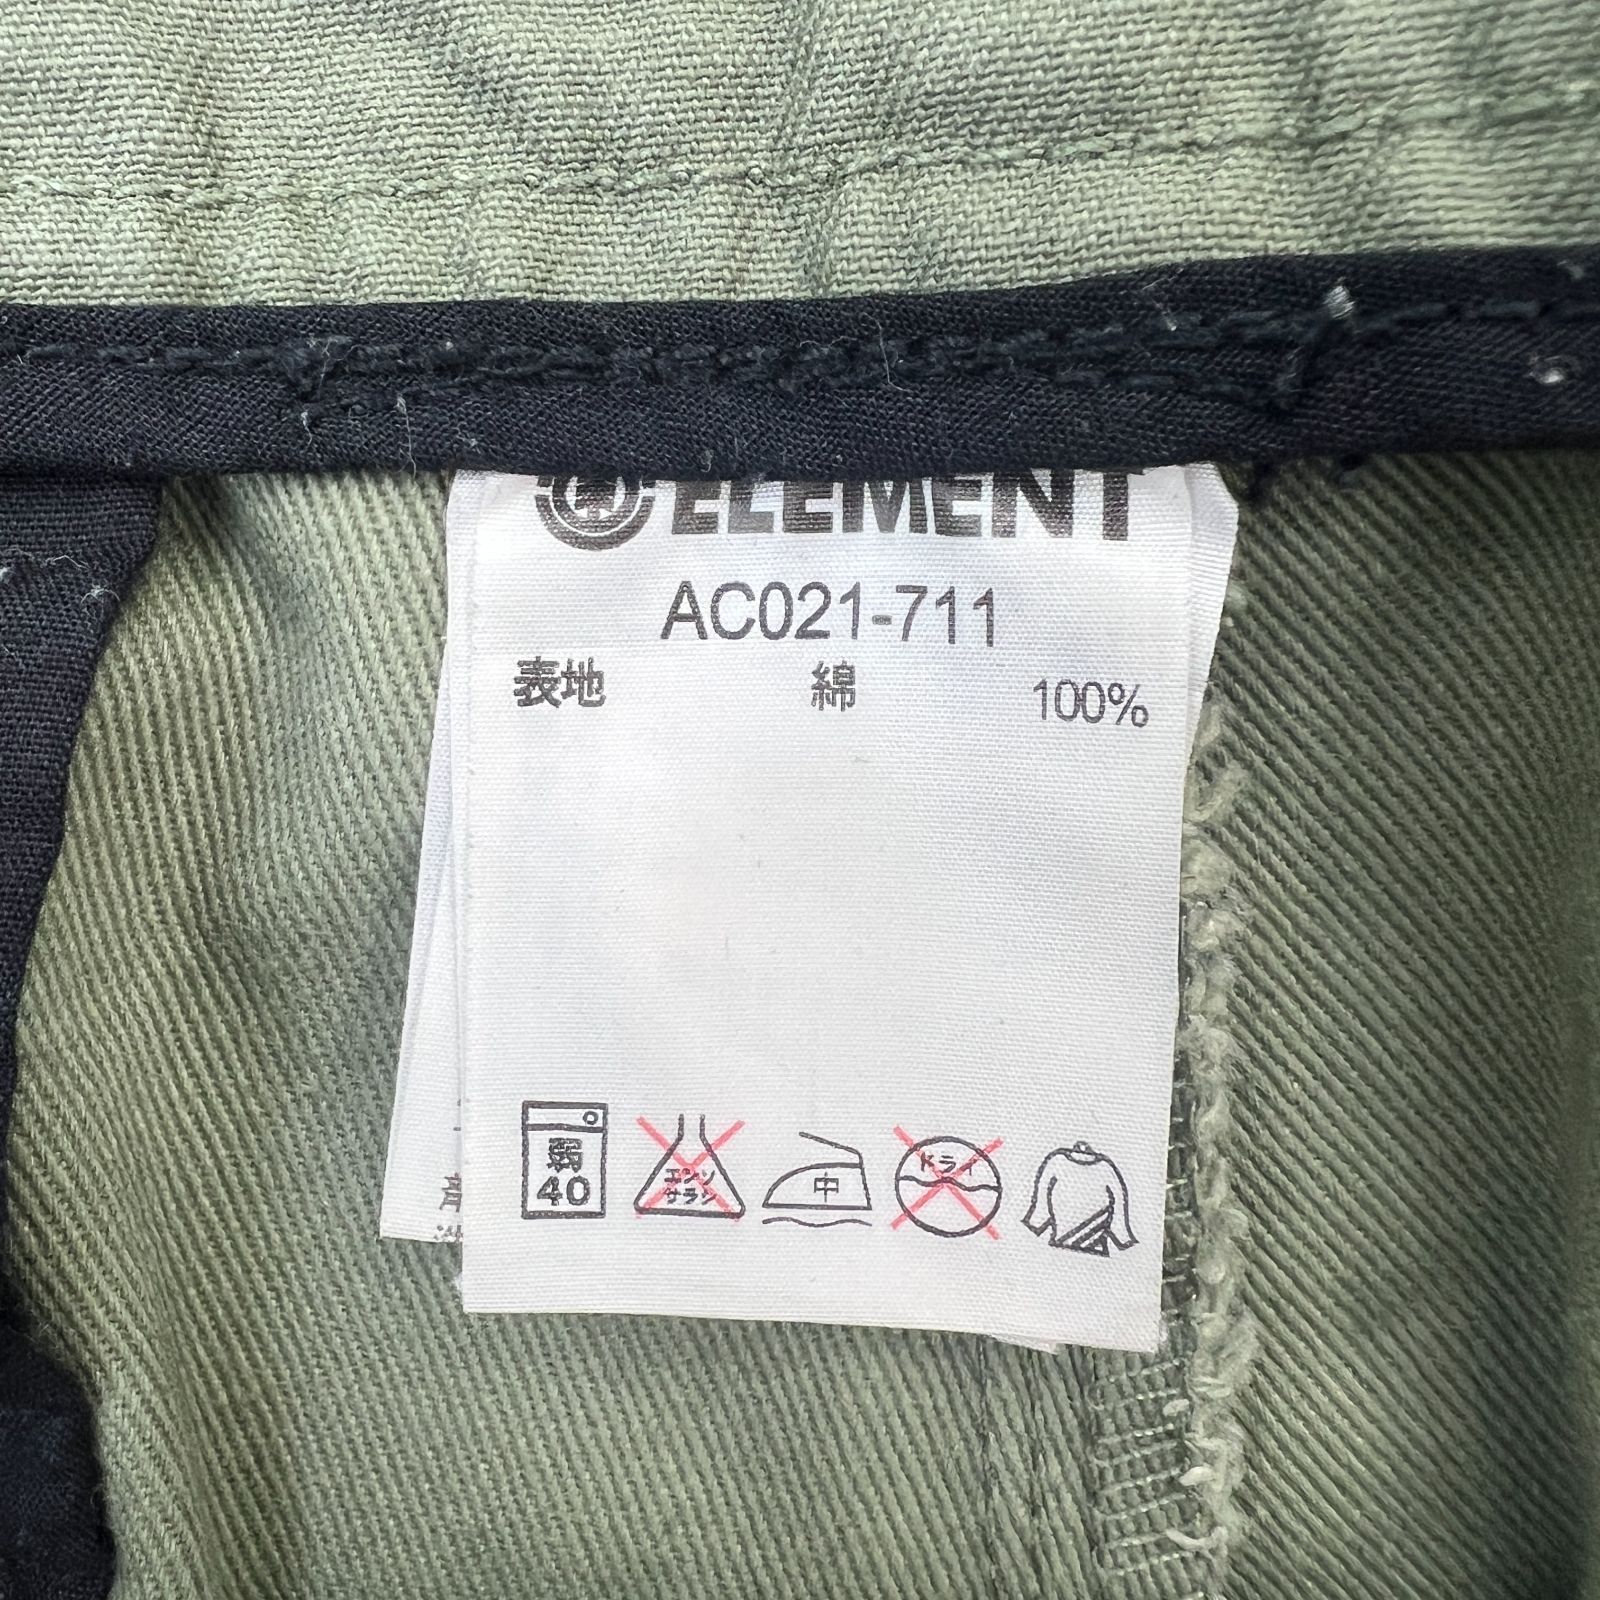 ELEMENT
AC021-711
表地 綿 100%
弱 40 エンソ サラシ 中 ドライ